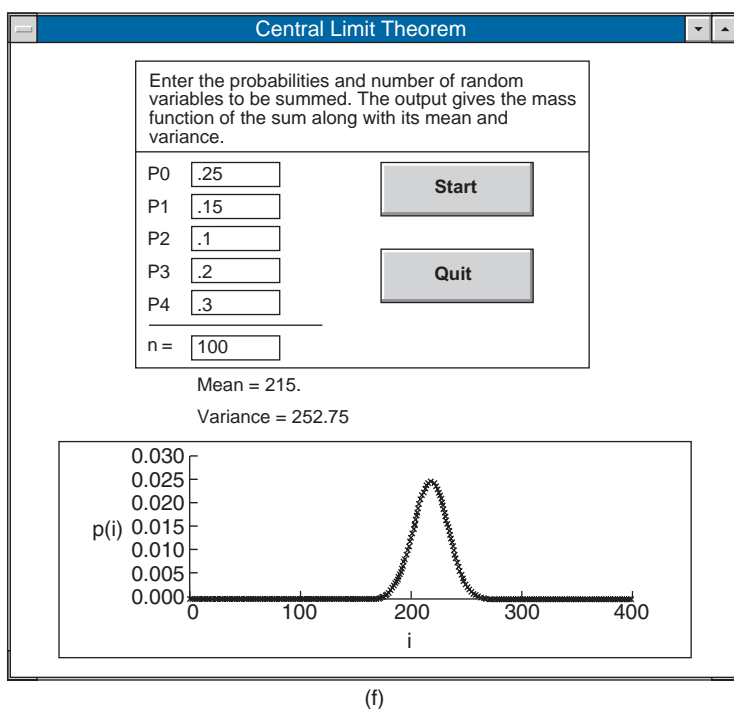 Central Limit Theorem
Enter the probabilities and number of random
variables to be summed. The output gives the mass
function of the sum along with its mean and
variance.
P0 .25
P1 .15
P2 .1
P3 .2
P4 .3
n = 100
Start
Quit
Mean = 215.
Variance = 252.75
0.030
0.025
0.020
0.015
0.010
0.005
0.000
p(i)
0 100 200 300 400
i
(f)